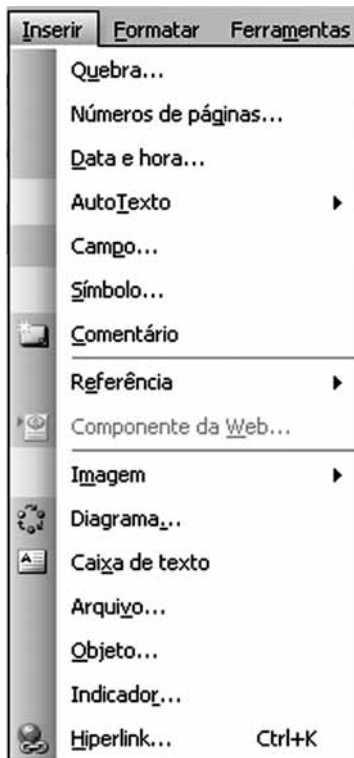 Inserir Formatar Ferramentas
Quebra...
Números de páginas...
Data e hora...
AutoTexto
Campo...
Símbolo...
Comentário
Referência
Componente da Web...
Imagem
Diagrama...
Caixa de texto
Arquivo...
Objeto...
Indicador...
Hiperlink... Ctrl+K